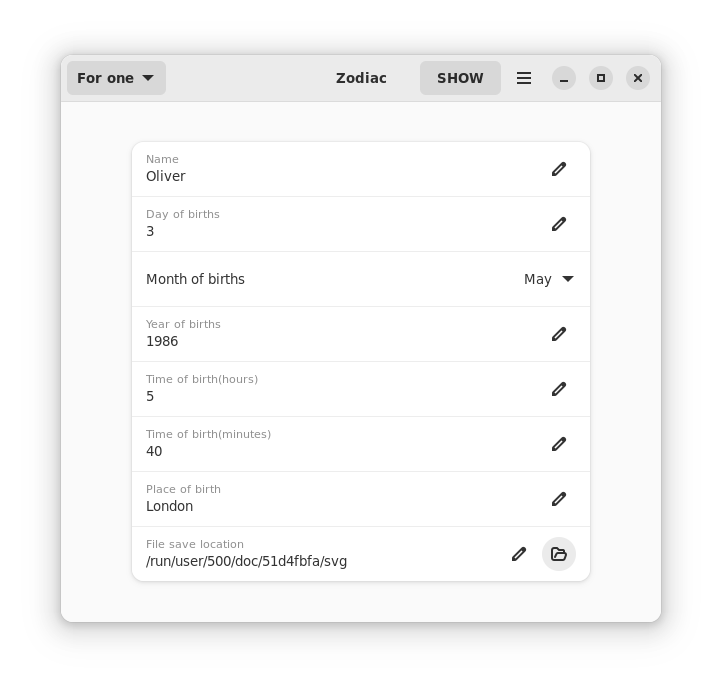 For one
Zodiac
SHOW
Name
Oliver
Day of births
3
Month of births
May
Year of births
1986
Time of birth(hours)
5
Time of birth(minutes)
40
Place of birth
London
File save location
/run/user/500/doc/51d4fbfa/svg